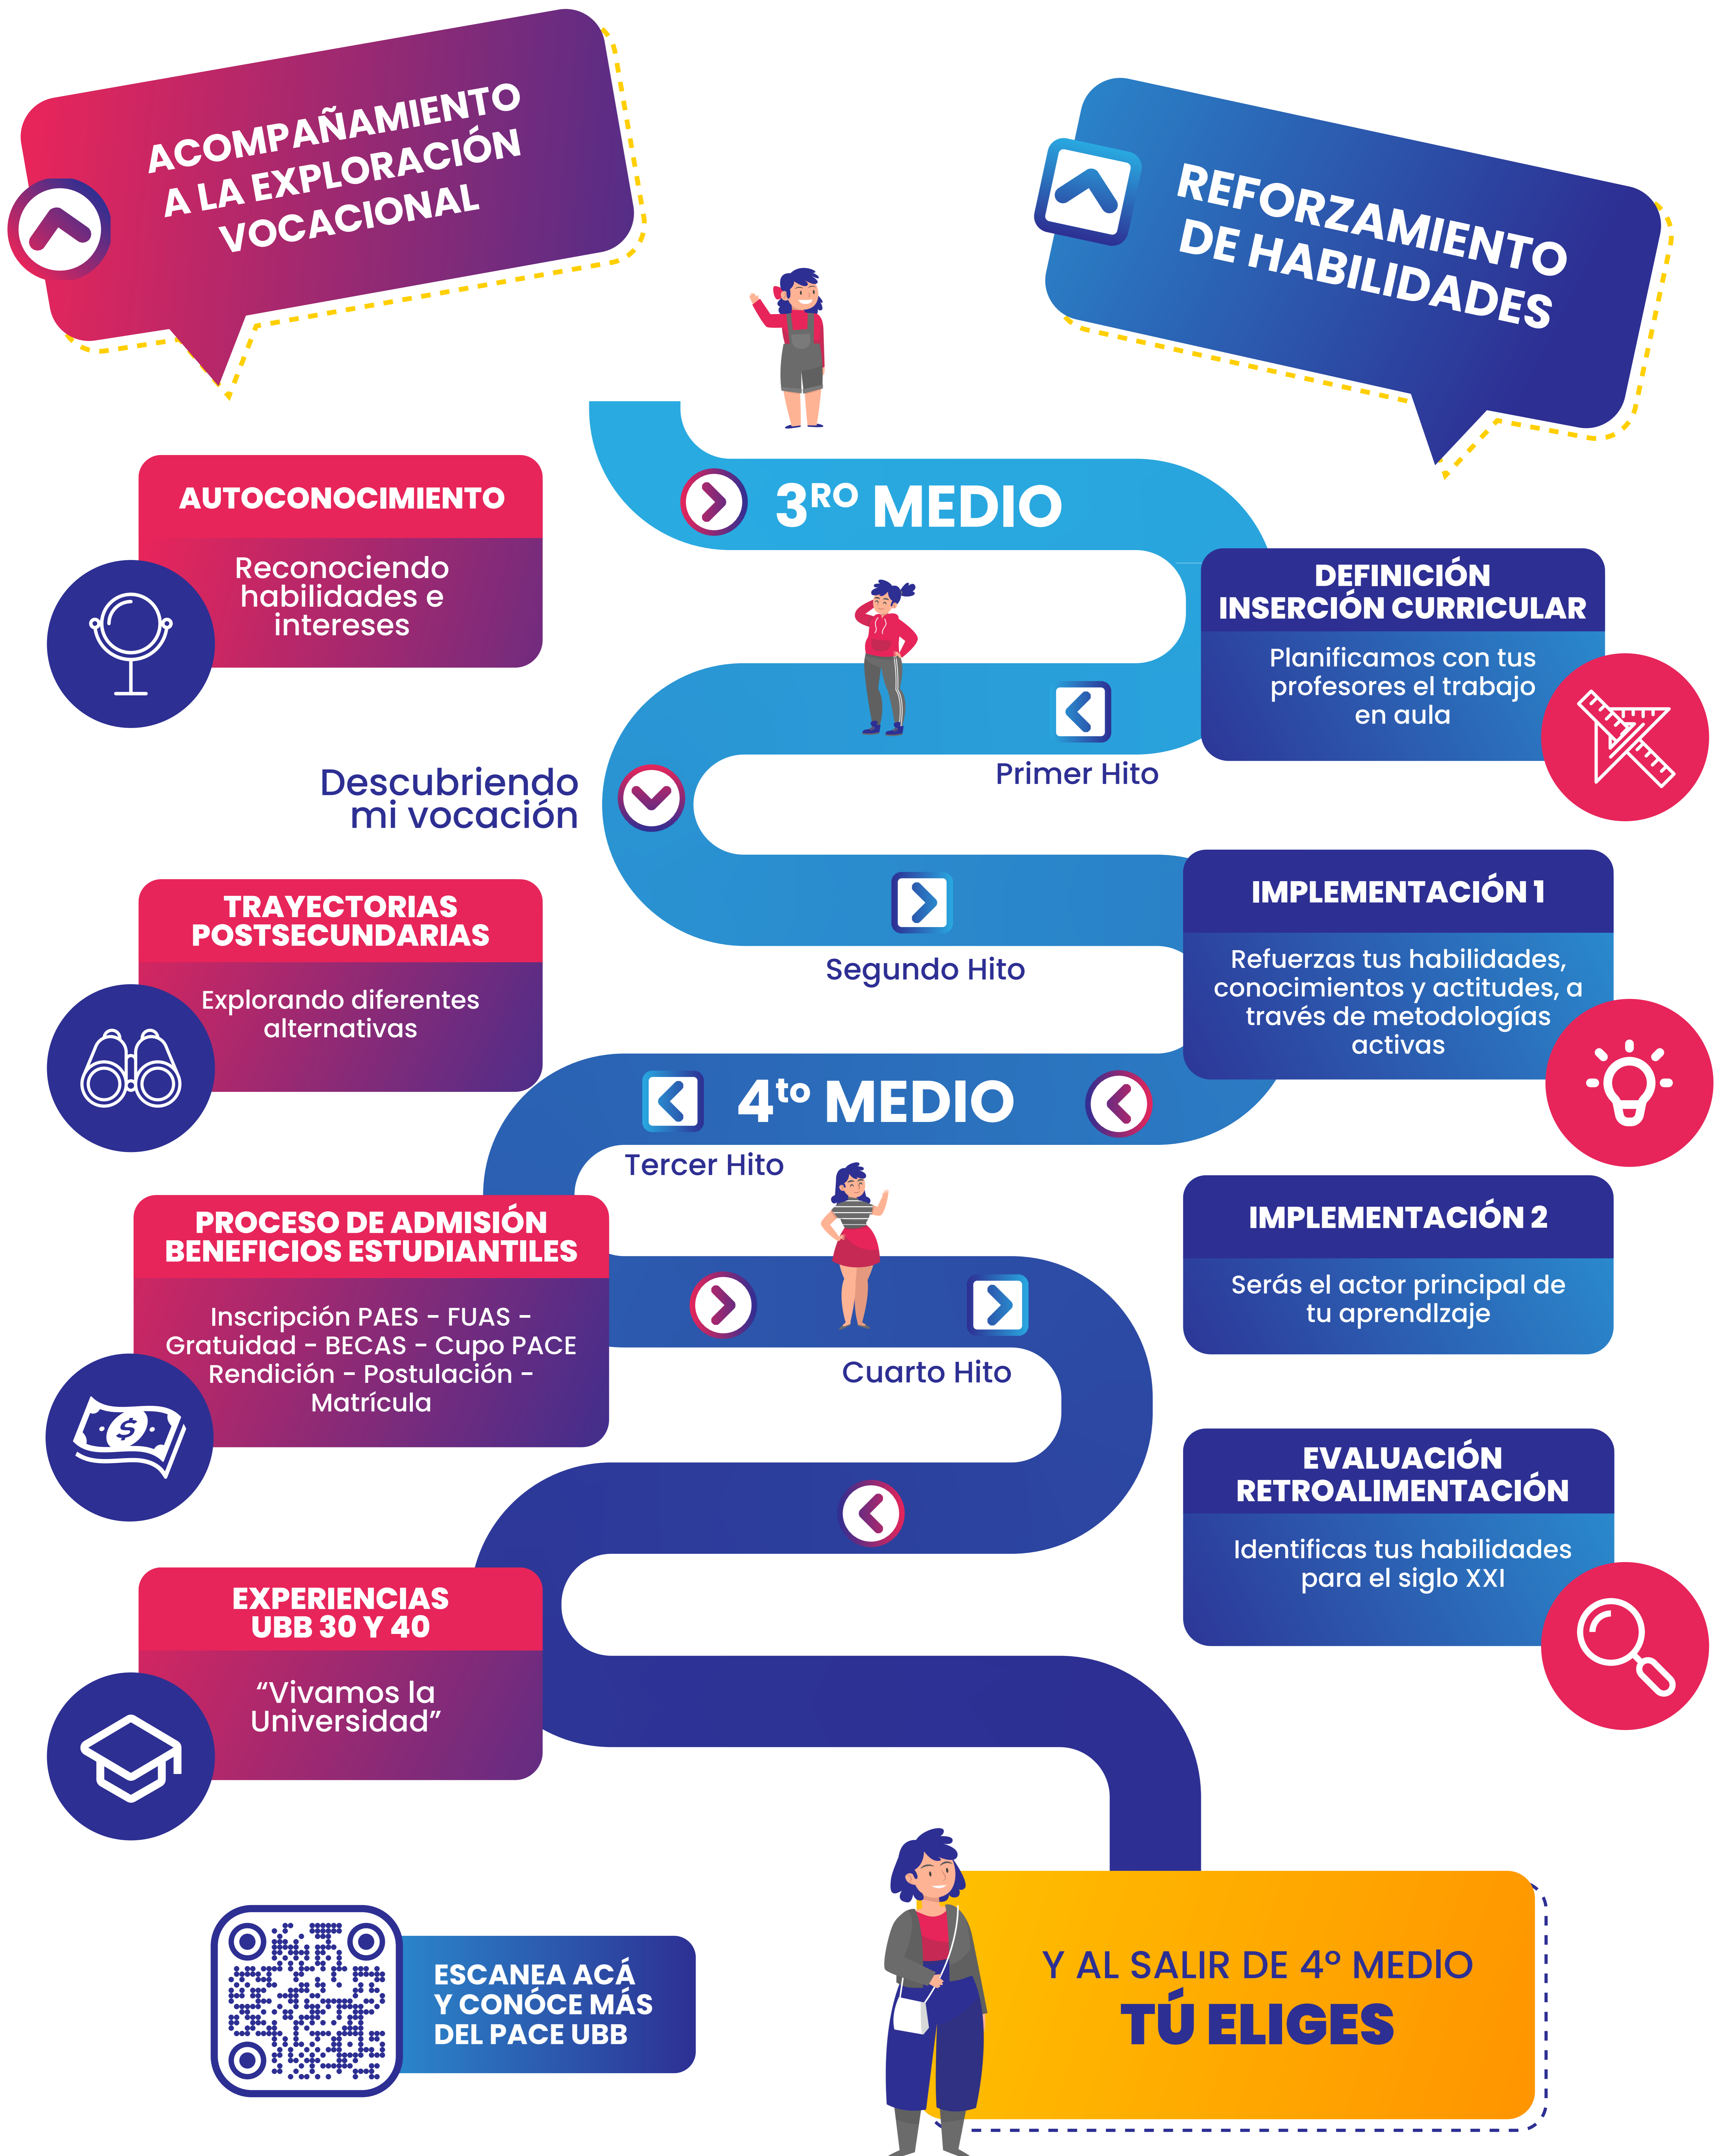 ACOMPAÑAMIENTO
A LA EXPLORACIÓN
VOCACIONAL
REFORZAMIENTO
DE HABILIDADES
3RO MEDIO
AUTOCONOCIMIENTO
Reconociendo
habilidades e
intereses
DEFINICIÓN
INSERCIÓN CURRICULAR
Planificamos con tus
profesores el trabajo
en aula
Primer Hito
Descubriendo
mi vocación
TRAYECTORIAS
POSTSECUNDARIAS
Explorando diferentes
alternativas
Segundo Hito
IMPLEMENTACIÓN 1
Refuerzas tus habilidades,
conocimientos y actitudes, a
través de metodologías
activas
4to MEDIO
Tercer Hito
PROCESO DE ADMISIÓN
BENEFICIOS ESTUDIANTILES
Inscripción PAES - FUAS -
Gratuidad - BECAS - Cupo PACE
Rendición - Postulación -
Matrícula
$
IMPLEMENTACIÓN 2
Serás el actor principal de
tu aprendIzaje
Cuarto Hito
EVALUACIÓN
RETROALIMENTACIÓN
Identificas tus habilidades
para el siglo XXI
EXPERIENCIAS
UBB 30 Y 40
“Vivamos la
Universidad”
ESCANEA ACÁ
Y CONÓCE MÁS
DEL PACE UBB
Y AL SALIR DE 4º MEDIO
TÚ ELIGES